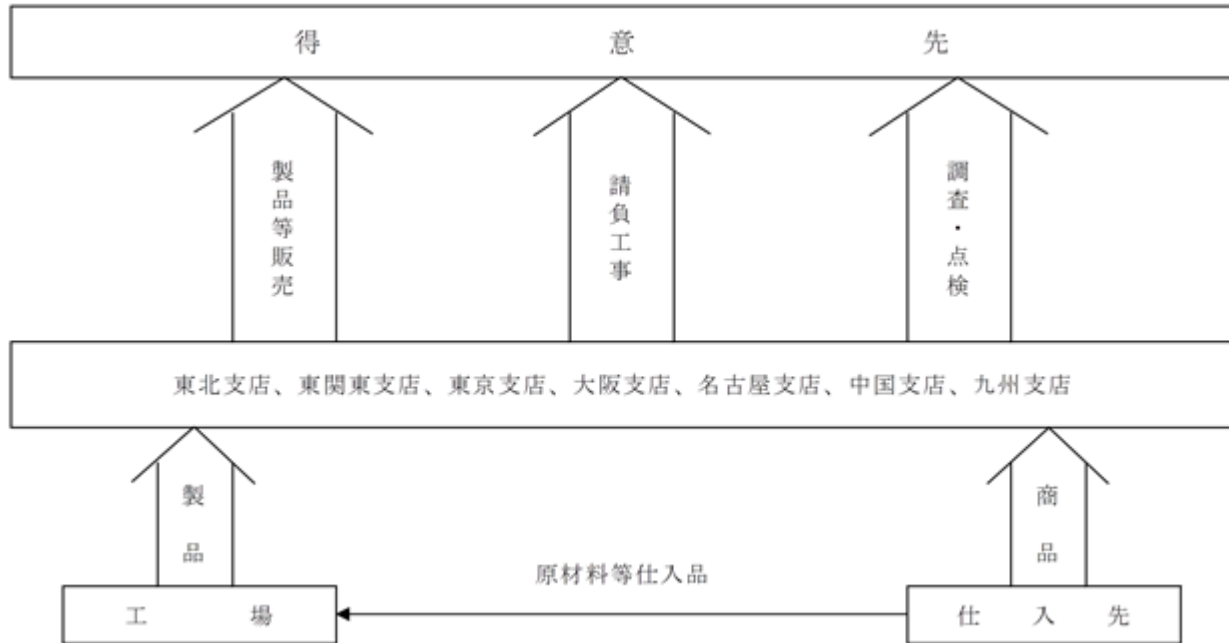 得意先
製品等販売
請負工事
調査・点検
東北支店、東関東支店、東京支店、大阪支店、名古屋支店、中国支店、九州支店
製品
商品
原材料等仕入品
工場
仕入先